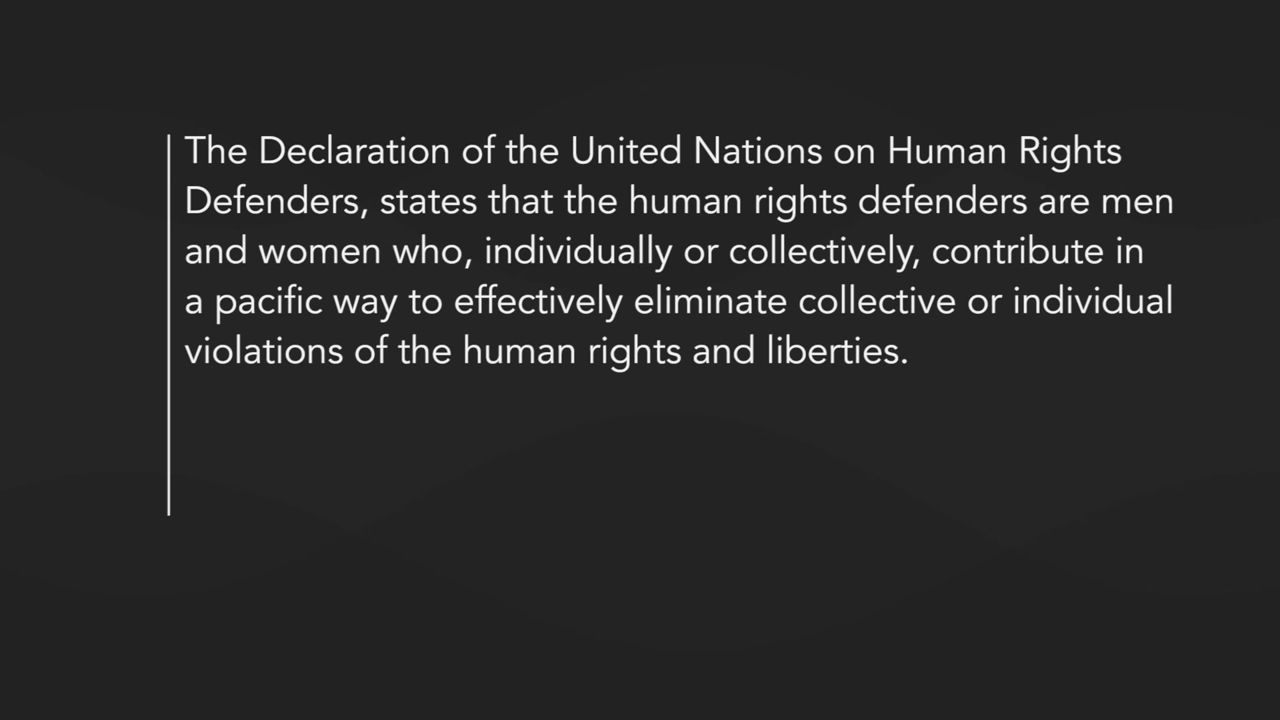 The Declaration of the United Nations on Human Rights
Defenders, states that the human rights defenders are men
and women who, individually or collectively, contribute in
a pacific way to effectively eliminate collective or individual
violations of the human rights and liberties.